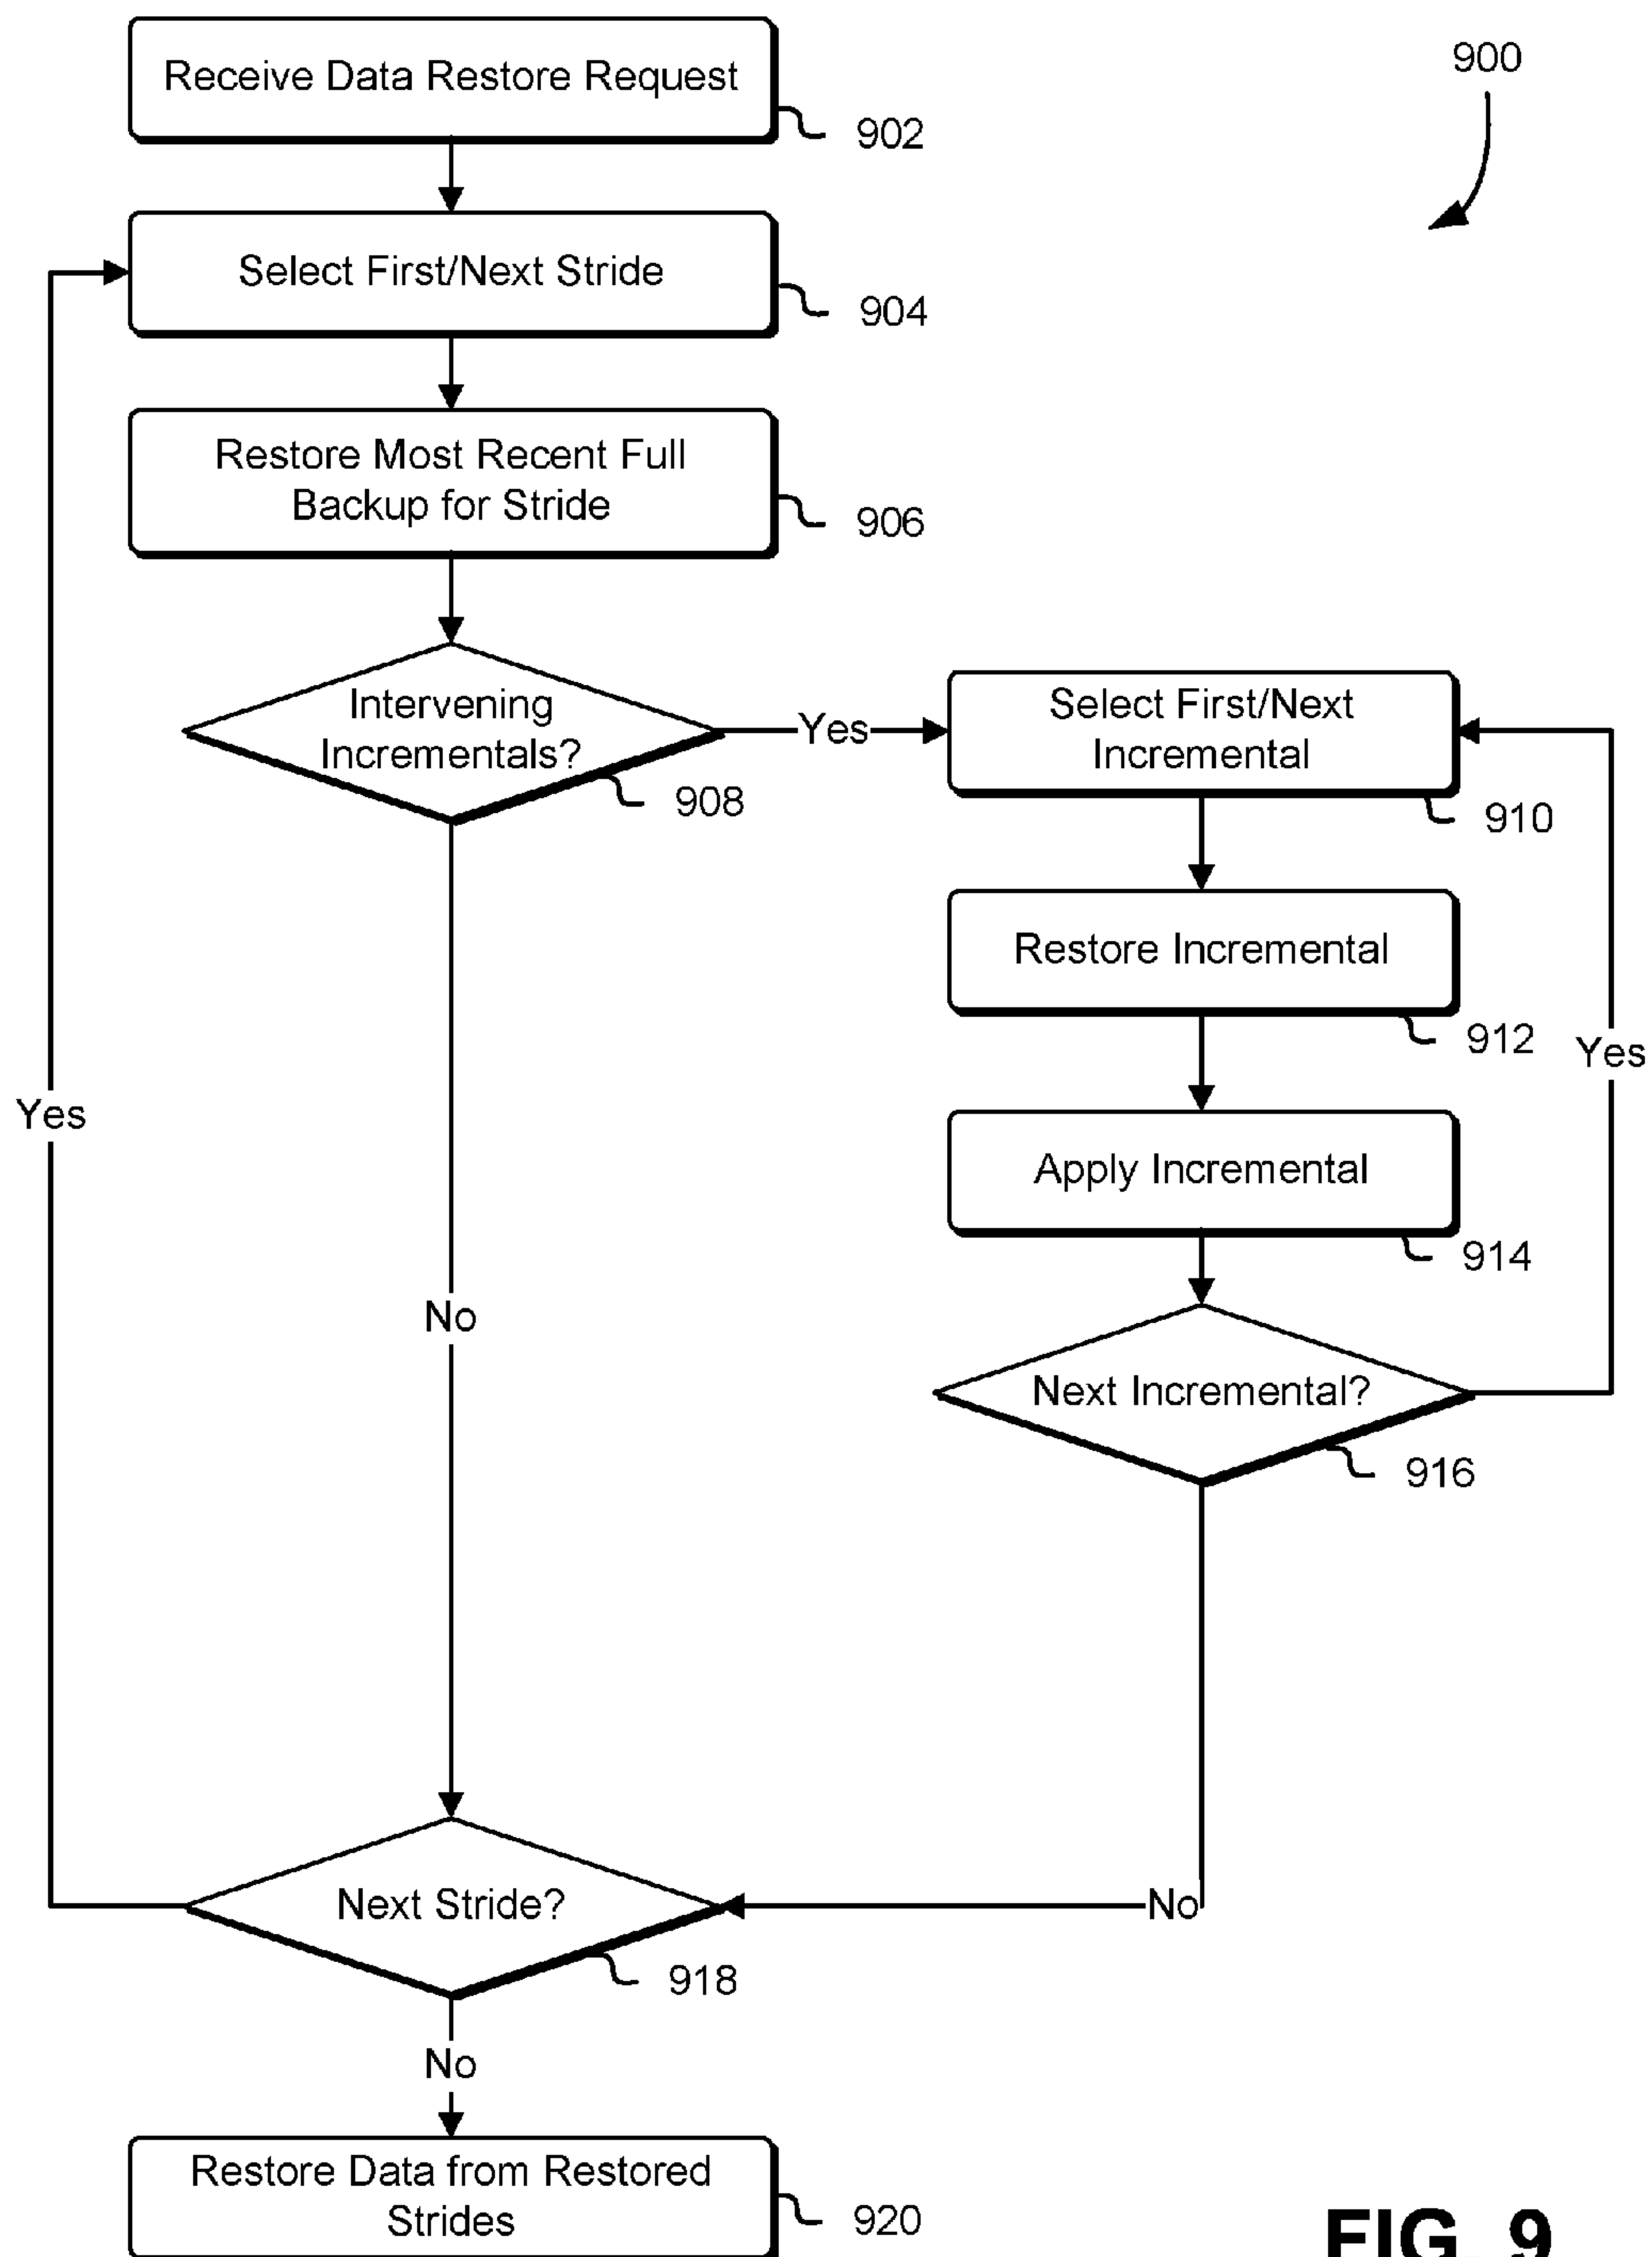 Receive Data Restore Request
902
900
Select First/Next Stride
904
Restore Most Recent Full
Backup for Stride
906
Intervening
Incrementals?
908
Yes
Select First/Next
Incremental
910
Restore Incremental
912
Yes
Apply Incremental
914
Yes
No
Next Incremental?
916
Next Stride?
918
No
No
Restore Data from Restored
Strides
920
FIG. 9